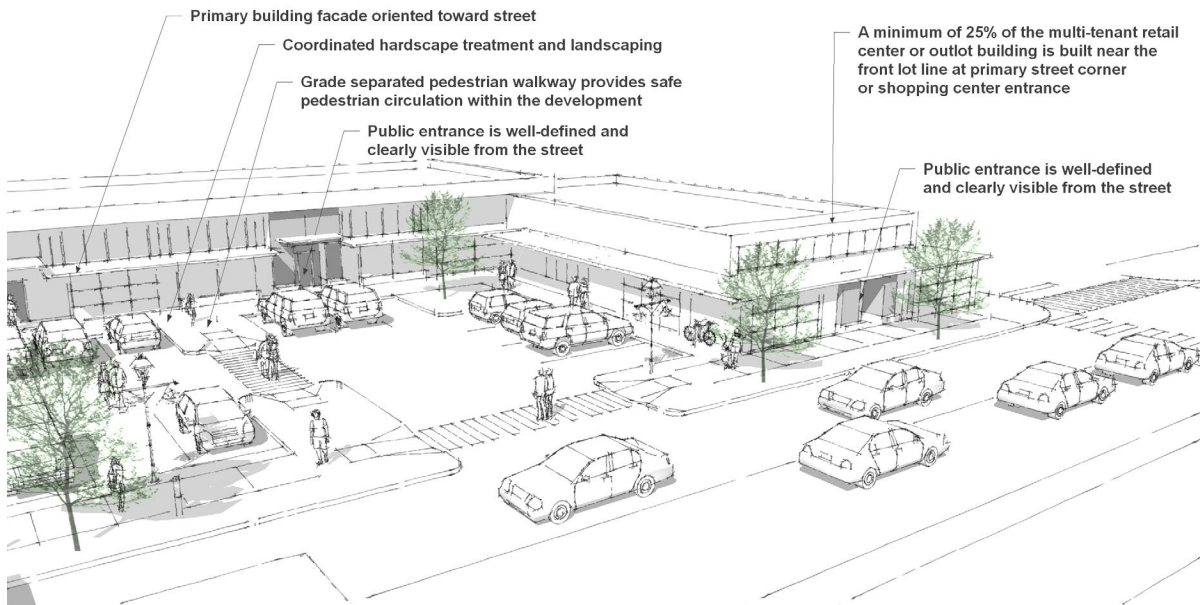 Primary building facade oriented toward street
Coordinated hardscape treatment and landscaping
Grade separated pedestrian walkway provides safe
pedestrian circulation within the development
Public entrance is well-defined and
clearly visible from the street
A minimum of 25% of the multi-tenant retail
center or outlot building is built near the
front lot line at primary street corner
or shopping center entrance
Public entrance is well-defined
and clearly visible from the street